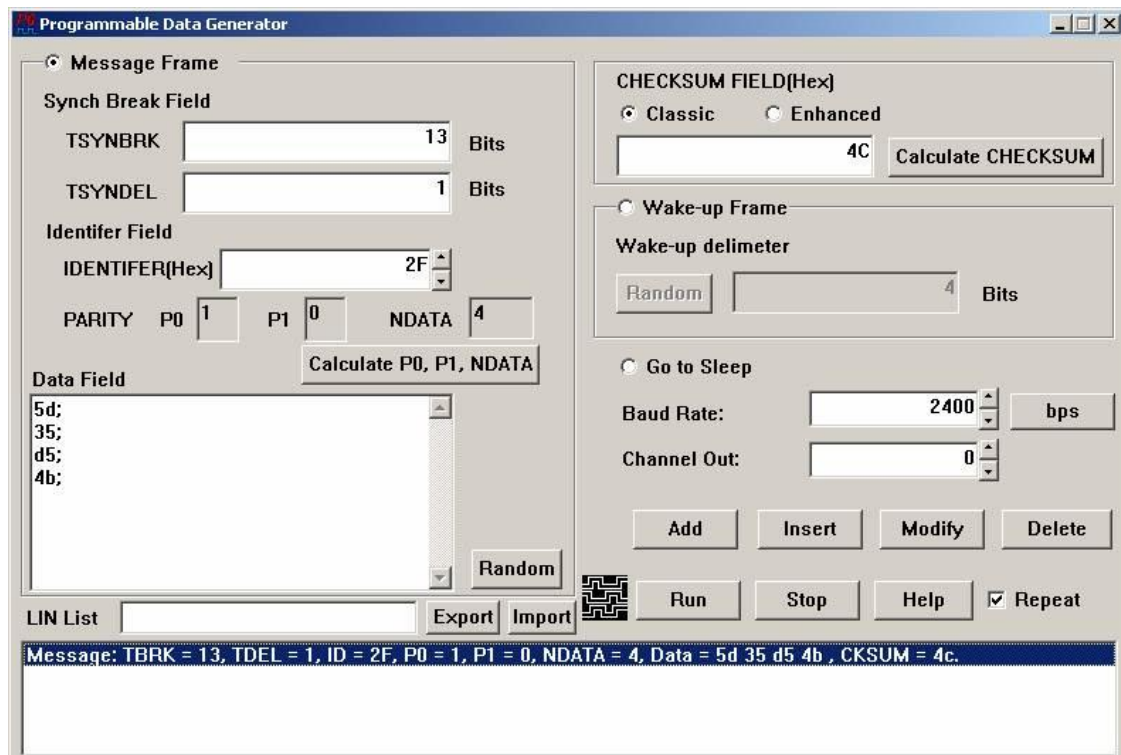 PG Programmable Data Generator
Message Frame
Synch Break Field
TSYNBRK 13 Bits
TSYNDEL 1 Bits
Identifer Field
IDENTIFER(Hex) 2F
PARITY P0 1 P1 0 NDATA 4
Calculate P0, P1, NDATA
Data Field
5d;
35;
d5;
4b;
Random
CHECKSUM FIELD(Hex)
Classic Enhanced
4C Calculate CHECKSUM
Wake-up Frame
Wake-up delimeter
Random 4 Bits
Go to Sleep
Baud Rate: 2400 bps
Channel Out: 0
Add Insert Modify Delete
Run Stop Help Repeat
LIN List Export Import
Message: TBRK = 13, TDEL = 1, ID = 2F, P0 = 1, P1 = 0, NDATA = 4, Data = 5d 35 d5 4b , CKSUM = 4c.